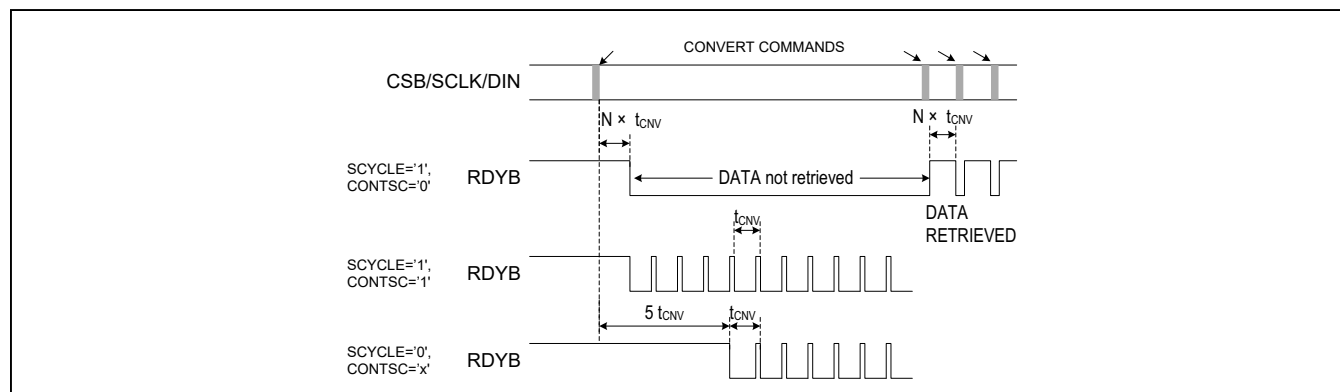 CONVERT COMMANDS
CSB/SCLK/DIN
N × tCNV
N × tCNV
SCYCLE='1',
CONTSC='0'
RDYB
DATA not retrieved
DATA
RETRIEVED
tCNV
SCYCLE='1',
CONTSC='1'
RDYB
5 tCNV
tCNV
SCYCLE='0',
CONTSC='x'
RDYB